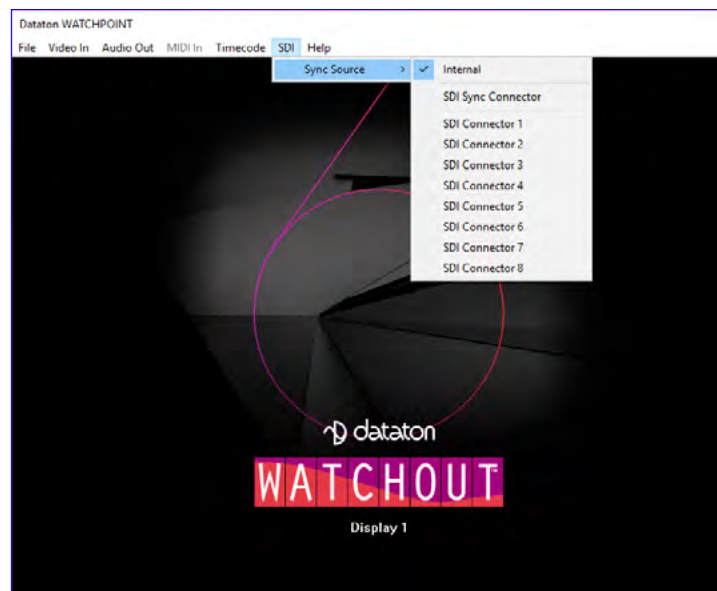 Dataton WATCHPOINT
File Video In Audio Out MIDI In Timecode SDI Help
Sync Source > ✓ Internal
SDI Sync Connector
SDI Connector 1
SDI Connector 2
SDI Connector 3
SDI Connector 4
SDI Connector 5
SDI Connector 6
SDI Connector 7
SDI Connector 8
dataton
WATCHOUT™
Display 1